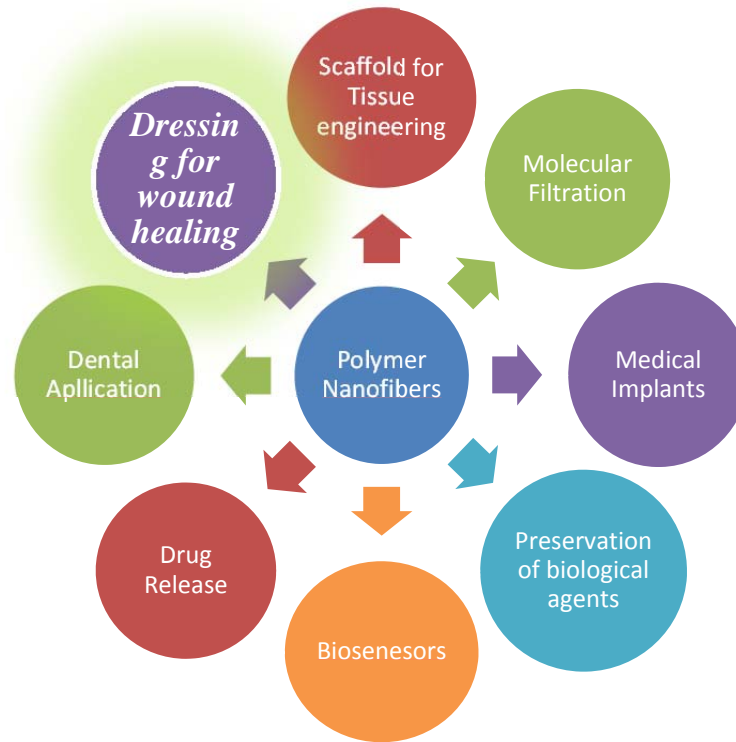 Scaffold for
Tissue
engineering
Dressin
g for
wound
healing
Molecular
Filtration
Dental
Apllication
Polymer
Nanofibers
Medical
Implants
Drug
Release
Preservation
of biological
agents
Biosenesors